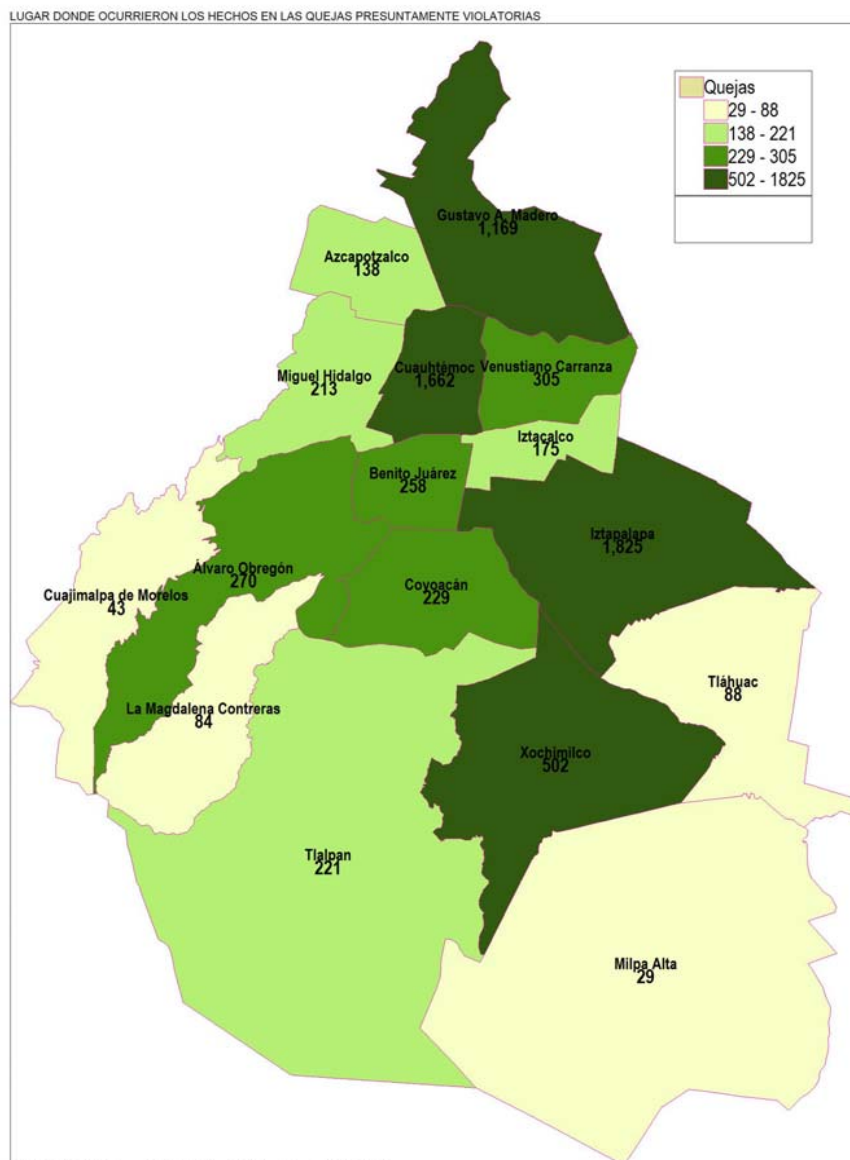 LUGAR DONDE OCURRIERON LOS HECHOS EN LAS QUEJAS PRESUNTAMENTE VIOLATORIAS
Quejas
29 - 88
138 - 221
229 - 305
502 - 1825
Gustavo A. Madero
1,169
Azcapotzalco
138
Cuauhtémoc
1,662
Venustiano Carranza
305
Miguel Hidalgo
213
Iztacalco
175
Benito Juárez
258
Iztapalapa
1,825
Álvaro Obregón
270
Coyoacán
229
Cuajimalpa de Morelos
43
Tláhuac
88
La Magdalena Contreras
84
Xochimilco
502
Tlalpan
221
Milpa Alta
29